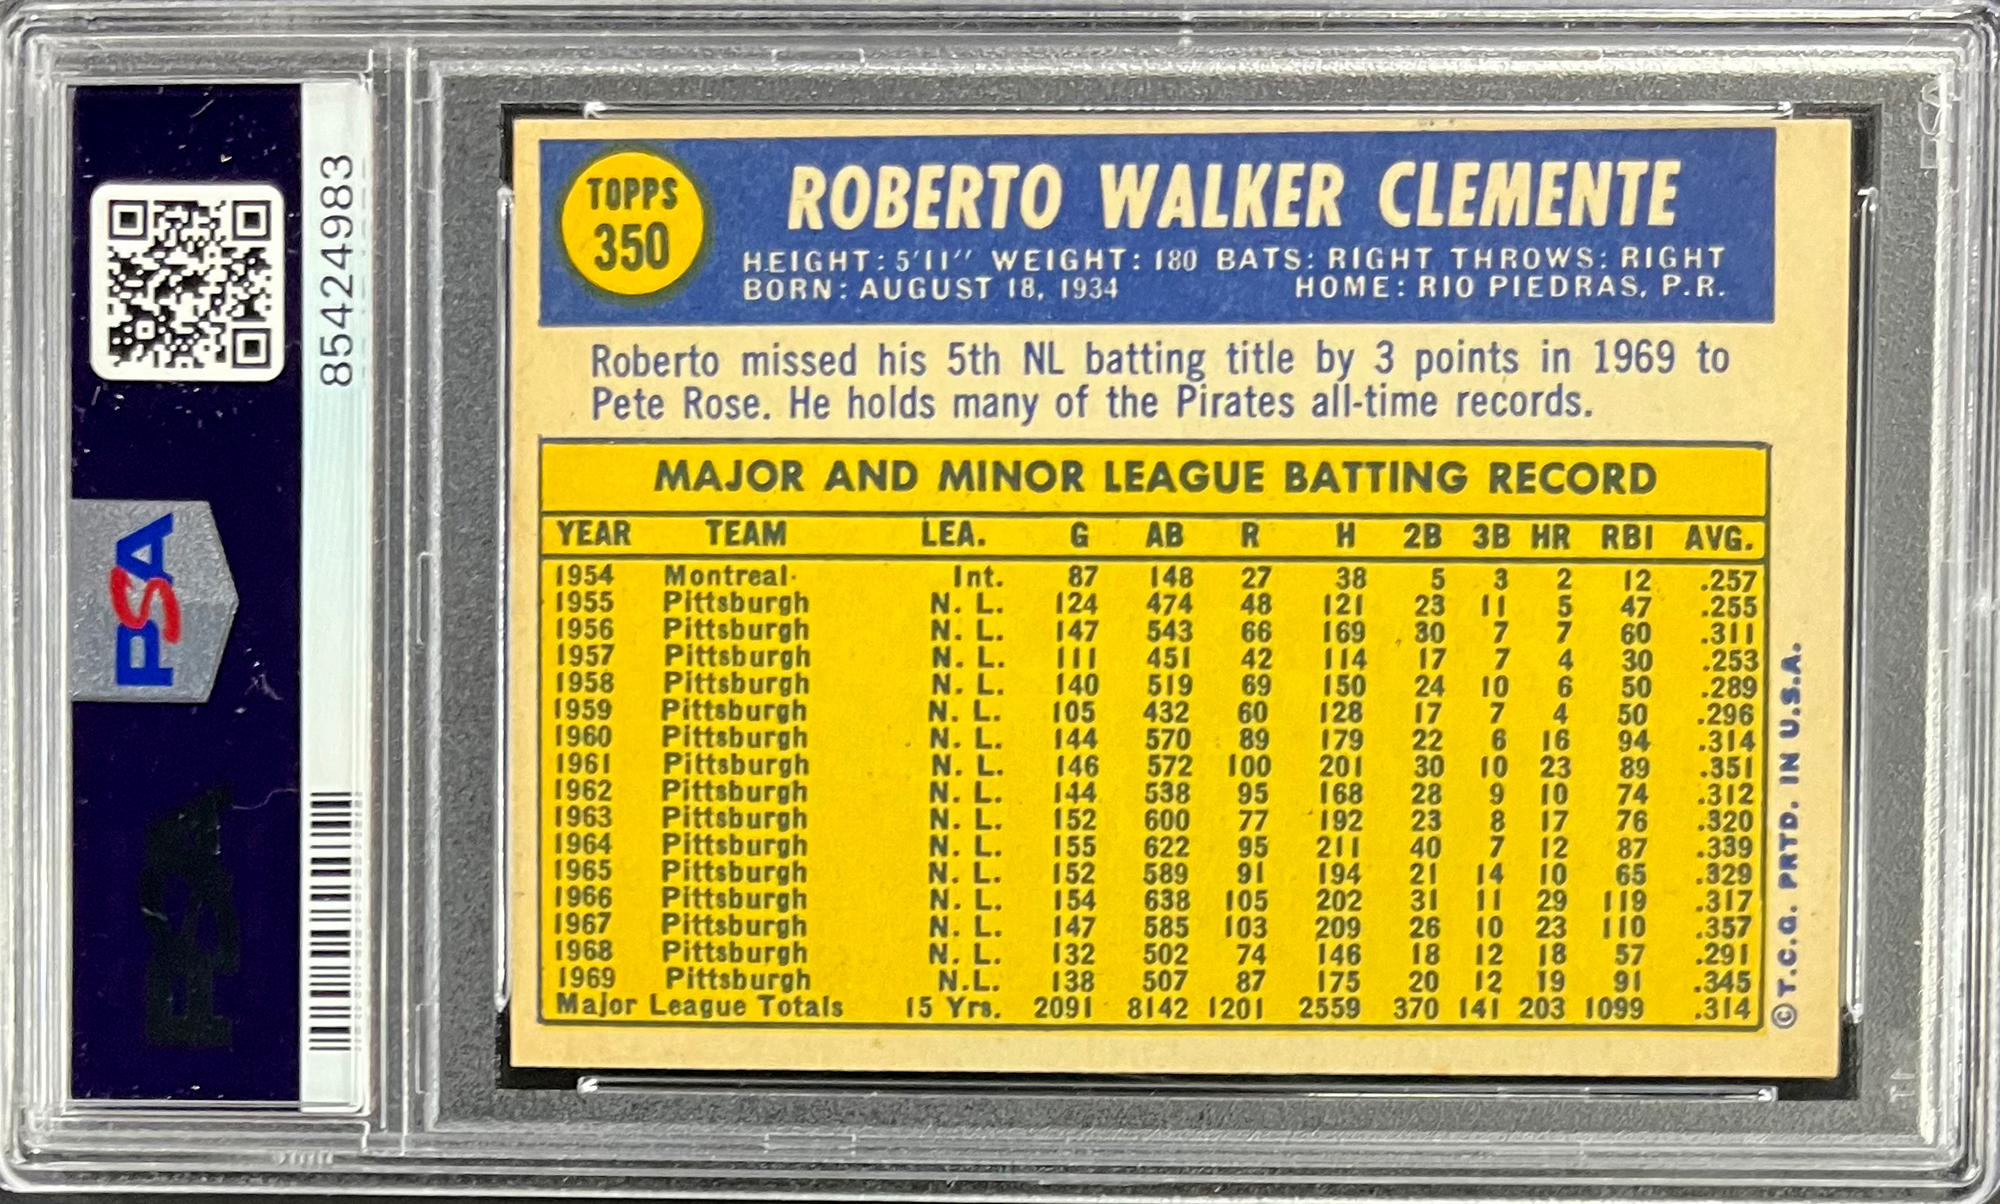 85424983
PSA
TOPPS
350
ROBERTO WALKER CLEMENTE
HEIGHT: 5'11" WEIGHT: 180 BATS: RIGHT THROWS: RIGHT
BORN: AUGUST 18, 1934 HOME: RIO PIEDRAS, P.R.
Roberto missed his 5th NL batting title by 3 points in 1969 to
Pete Rose. He holds many of the Pirates all-time records.
MAJOR AND MINOR LEAGUE BATTING RECORD
YEAR TEAM LEA. G AB R H 2B 3B HR RBI AVG.
1954 Montreal Int. 87 148 27 38 5 3 2 12 .257
1955 Pittsburgh N. L. 124 474 48 121 23 11 5 47 .255
1956 Pittsburgh N. L. 147 543 66 169 30 7 7 60 .311
1957 Pittsburgh N. L. 111 451 42 114 17 7 4 30 .253
1958 Pittsburgh N. L. 140 519 69 150 24 10 6 50 .289
1959 Pittsburgh N. L. 105 432 60 128 17 7 4 50 .296
1960 Pittsburgh N. L. 144 570 89 179 22 6 16 94 .314
1961 Pittsburgh N. L. 146 572 100 201 30 10 23 89 .351
1962 Pittsburgh N. L. 144 538 95 168 28 9 10 74 .312
1963 Pittsburgh N. L. 152 600 77 192 23 8 17 76 .320
1964 Pittsburgh N. L. 155 622 95 211 40 7 12 87 .339
1965 Pittsburgh N. L. 152 589 91 194 21 14 10 65 .329
1966 Pittsburgh N. L. 154 638 105 202 31 11 29 119 .317
1967 Pittsburgh N. L. 147 585 103 209 26 10 23 110 .357
1968 Pittsburgh N. L. 132 502 74 146 18 12 18 57 .291
1969 Pittsburgh N.L. 138 507 87 175 20 12 19 91 .345
Major League Totals 15 Yrs. 2091 8142 1201 2559 370 141 203 1099 .314
© T.C.G. PRTD. IN U.S.A.